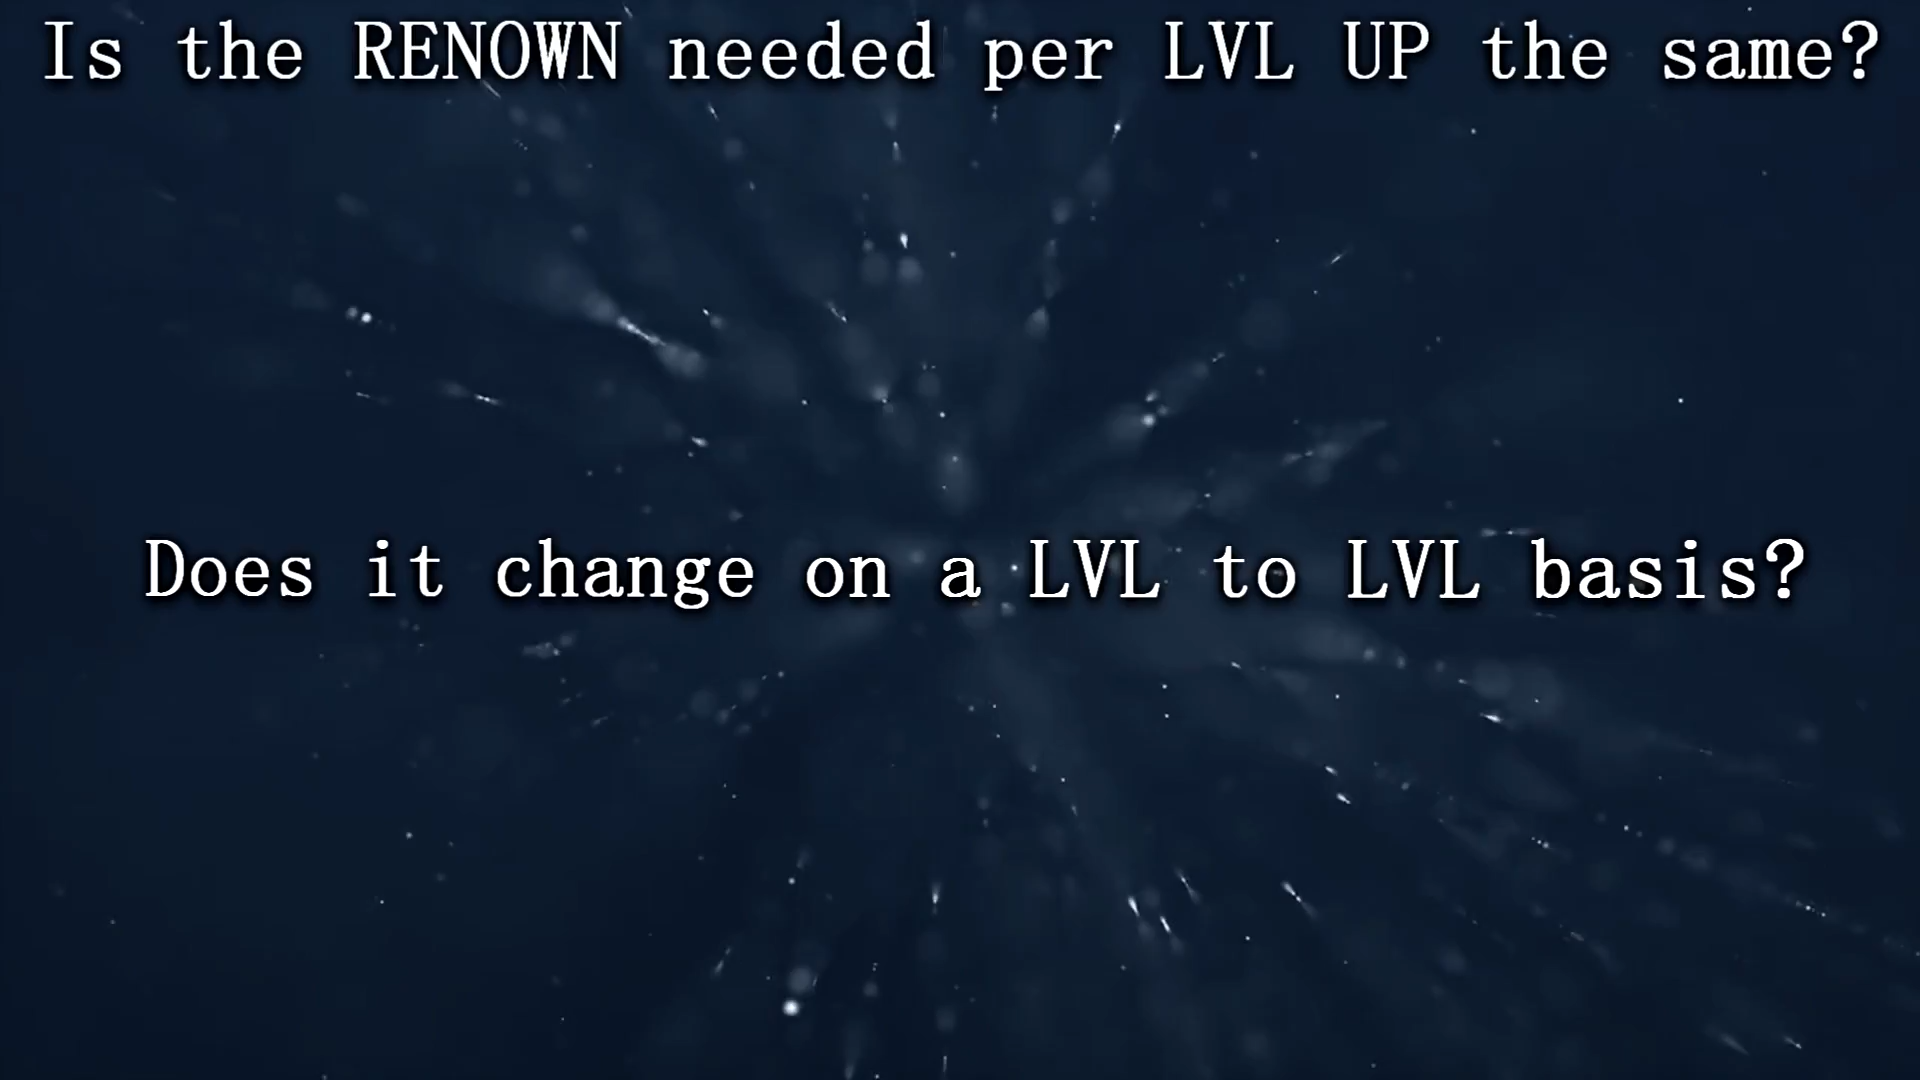 Is the RENOWN needed per LVL UP the same?
Does it change on a LVL to LVL basis?